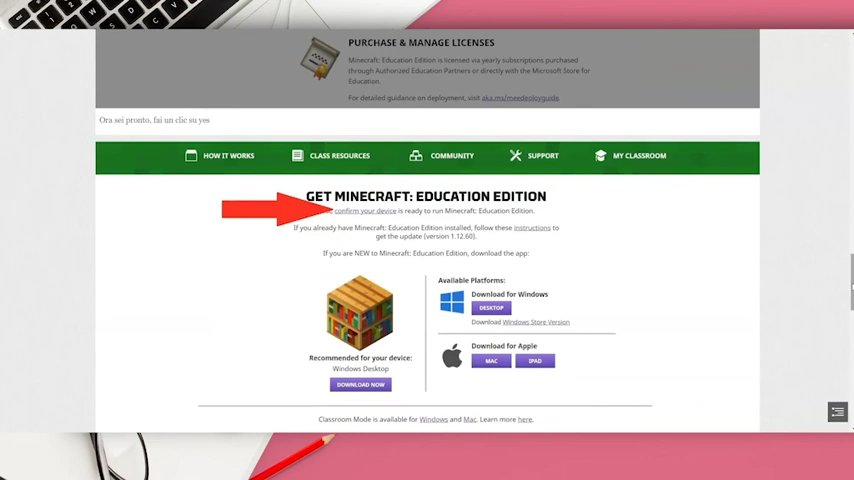 PURCHASE & MANAGE LICENSES
Minecraft: Education Edition is licensed via yearly subscriptions purchased
through Authorized Education Partners or directly with the Microsoft Store for
Education.
For detailed guidance on deployment, visit aka.ms/meedeployguide.
Ora sei pronto, fai un clic su yes
HOW IT WORKS
CLASS RESOURCES
COMMUNITY
SUPPORT
MY CLASSROOM
GET MINECRAFT: EDUCATION EDITION
confirm your device is ready to run Minecraft: Education Edition.
If you already have Minecraft: Education Edition installed, follow these instructions to
get the update (version 1.12.60).
If you are NEW to Minecraft: Education Edition, download the app:
Recommended for your device:
Windows Desktop
DOWNLOAD NOW
Available Platforms:
Download for Windows
DESKTOP
Download Windows Store Version
Download for Apple
MAC
IPAD
Classroom Mode is available for Windows and Mac. Learn more here.